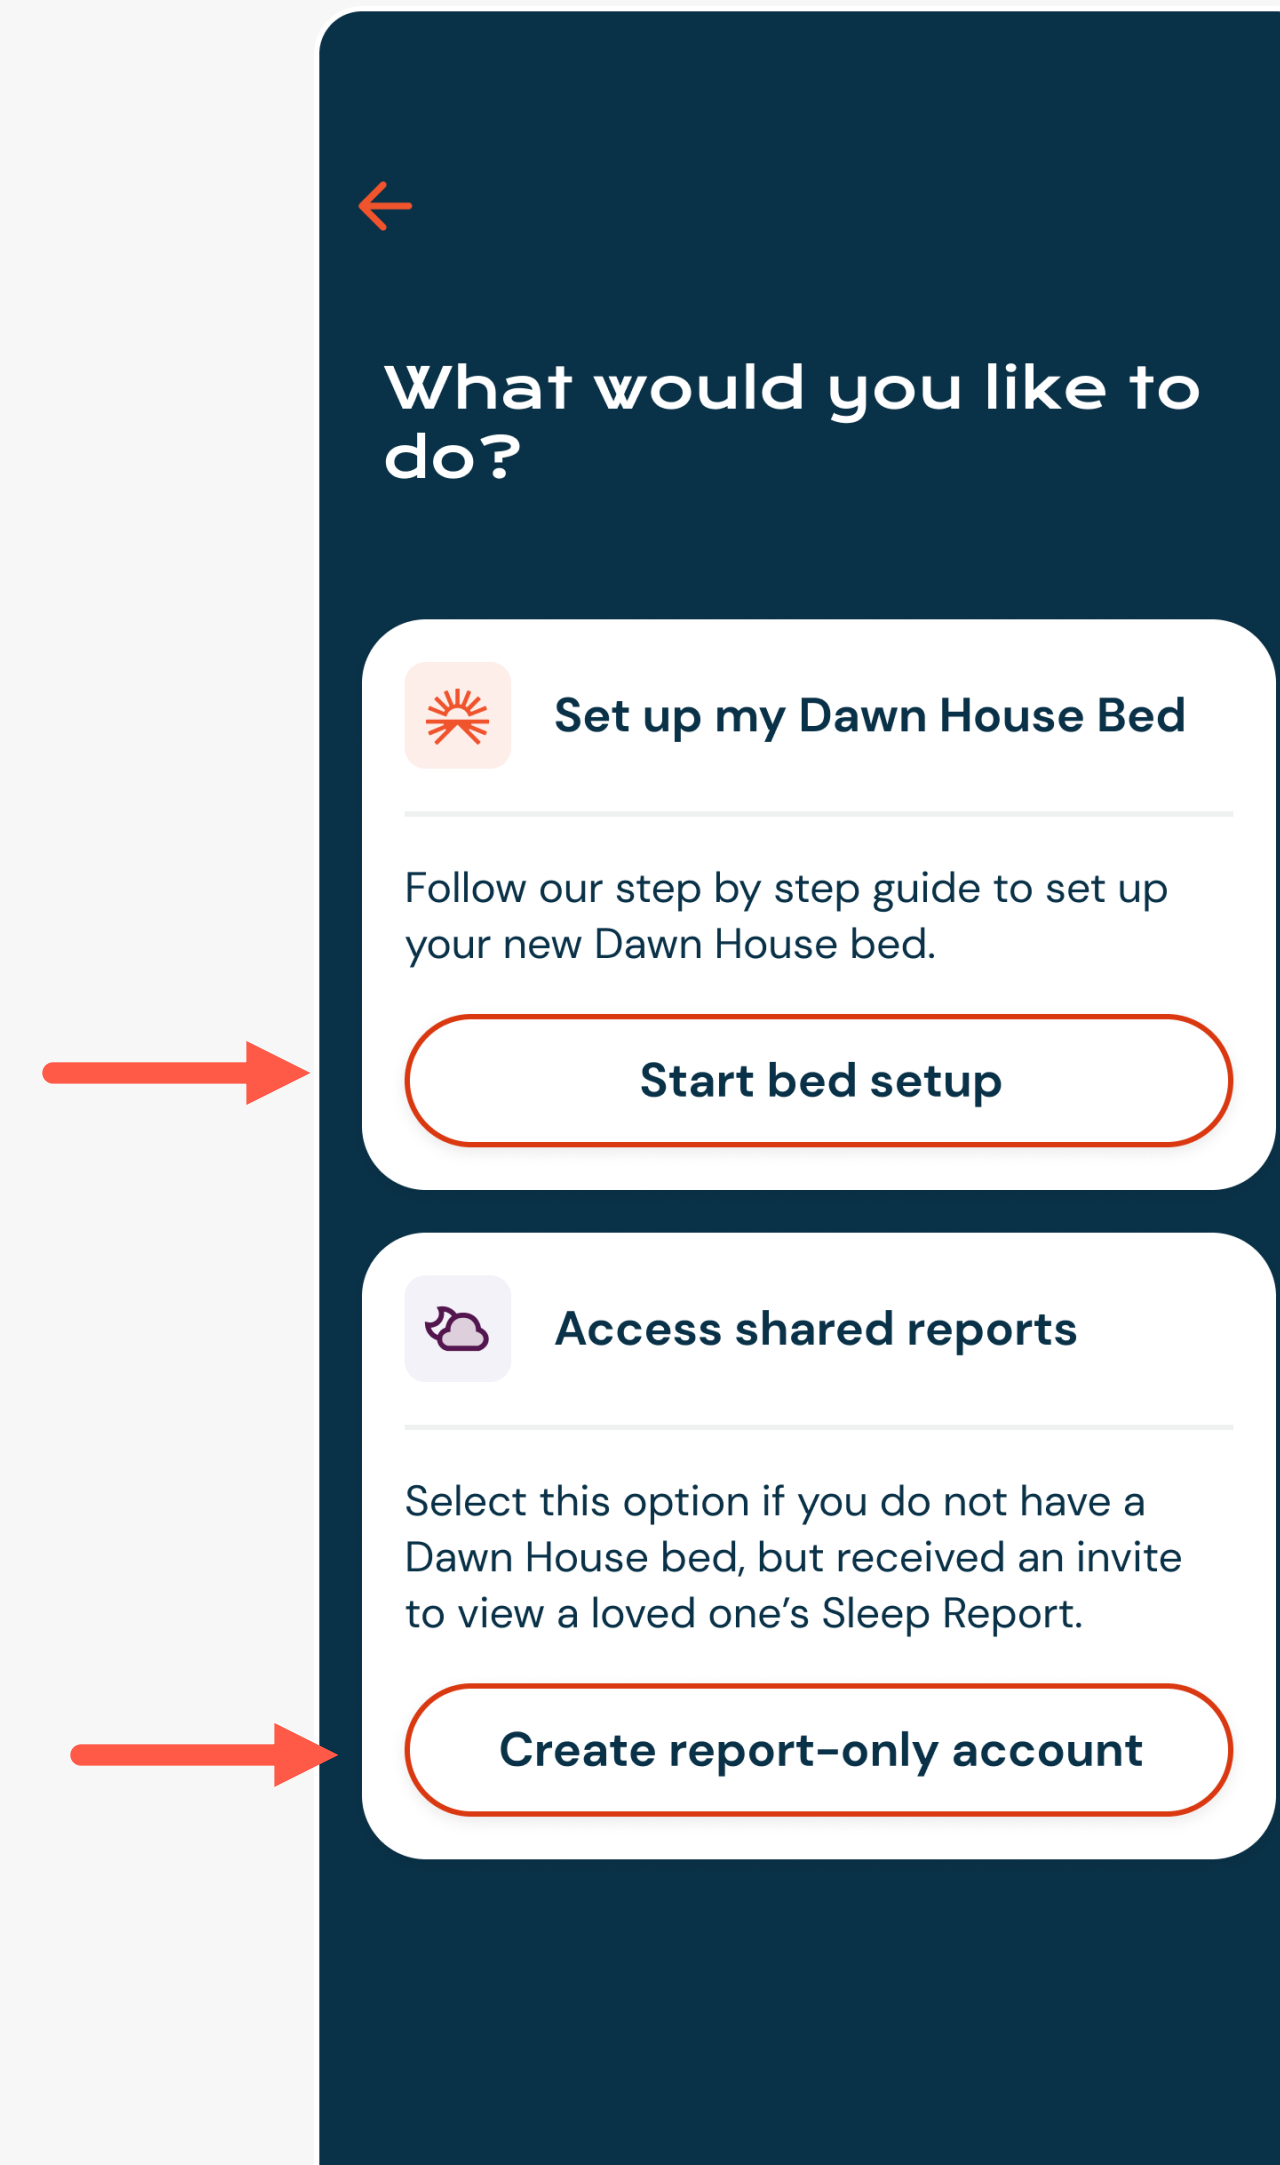 What would you like to
do?
Set up my Dawn House Bed
Follow our step by step guide to set up
your new Dawn House bed.
Start bed setup
Access shared reports
Select this option if you do not have a
Dawn House bed, but received an invite
to view a loved one’s Sleep Report.
Create report-only account